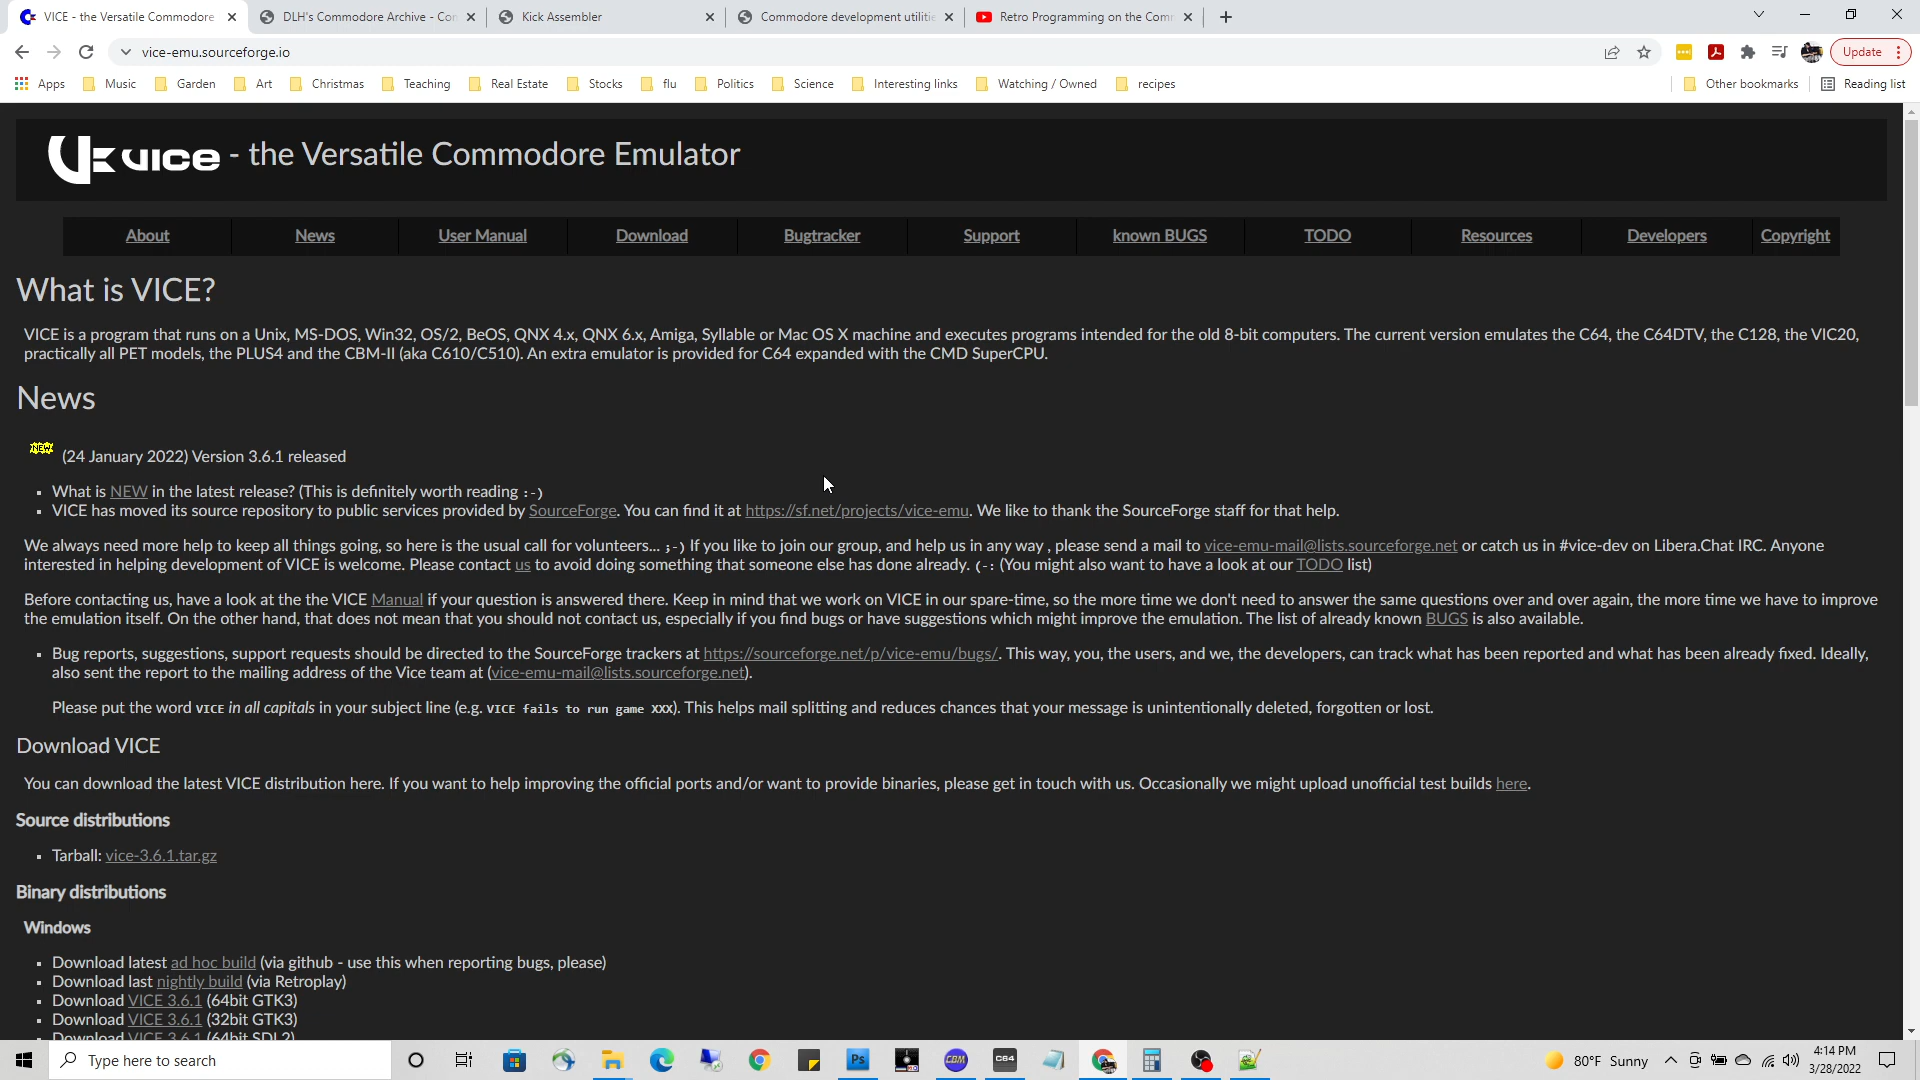 VICE - the Versatile Commodore
DLH's Commodore Archive - Co
Kick Assembler
Commodore development utiliti
Retro Programming on the Com
vice-emu.sourceforge.io
Update
Apps
Music
Garden
Art
Christmas
Teaching
Real Estate
Stocks
flu
Politics
Science
Interesting links
Watching / Owned
recipes
Other bookmarks
Reading list
VICE - the Versatile Commodore Emulator
About
News
User Manual
Download
Bugtracker
Support
known BUGS
TODO
Resources
Developers
Copyright
What is VICE?
VICE is a program that runs on a Unix, MS-DOS, Win32, OS/2, BeOS, QNX 4.x, QNX 6.x, Amiga, Syllable or Mac OS X machine and executes programs intended for the old 8-bit computers. The current version emulates the C64, the C64DTV, the C128, the VIC20,
practically all PET models, the PLUS4 and the CBM-II (aka C610/C510). An extra emulator is provided for C64 expanded with the CMD SuperCPU.
News
NEW (24 January 2022) Version 3.6.1 released
▪ What is NEW in the latest release? (This is definitely worth reading :-)
▪ VICE has moved its source repository to public services provided by SourceForge. You can find it at https://sf.net/projects/vice-emu. We like to thank the SourceForge staff for that help.
We always need more help to keep all things going, so here is the usual call for volunteers... ;-) If you like to join our group, and help us in any way , please send a mail to vice-emu-mail@lists.sourceforge.net or catch us in #vice-dev on Libera.Chat IRC. Anyone
interested in helping development of VICE is welcome. Please contact us to avoid doing something that someone else has done already. (-: (You might also want to have a look at our TODO list)
Before contacting us, have a look at the the VICE Manual if your question is answered there. Keep in mind that we work on VICE in our spare-time, so the more time we don't need to answer the same questions over and over again, the more time we have to improve
the emulation itself. On the other hand, that does not mean that you should not contact us, especially if you find bugs or have suggestions which might improve the emulation. The list of already known BUGS is also available.
▪ Bug reports, suggestions, support requests should be directed to the SourceForge trackers at https://sourceforge.net/p/vice-emu/bugs/. This way, you, the users, and we, the developers, can track what has been reported and what has been already fixed. Ideally,
also sent the report to the mailing address of the Vice team at (vice-emu-mail@lists.sourceforge.net).
Please put the word VICE in all capitals in your subject line (e.g. VICE fails to run game XXX). This helps mail splitting and reduces chances that your message is unintentionally deleted, forgotten or lost.
Download VICE
You can download the latest VICE distribution here. If you want to help improving the official ports and/or want to provide binaries, please get in touch with us. Occasionally we might upload unofficial test builds here.
Source distributions
▪ Tarball: vice-3.6.1.tar.gz
Binary distributions
Windows
▪ Download latest ad hoc build (via github - use this when reporting bugs, please)
▪ Download last nightly build (via Retroplay)
▪ Download VICE 3.6.1 (64bit GTK3)
▪ Download VICE 3.6.1 (32bit GTK3)
▪ Download VICE 3.6.1 (64bit SDL2)
Type here to search
Ps
CBM
C64
80°F Sunny
4:14 PM
3/28/2022